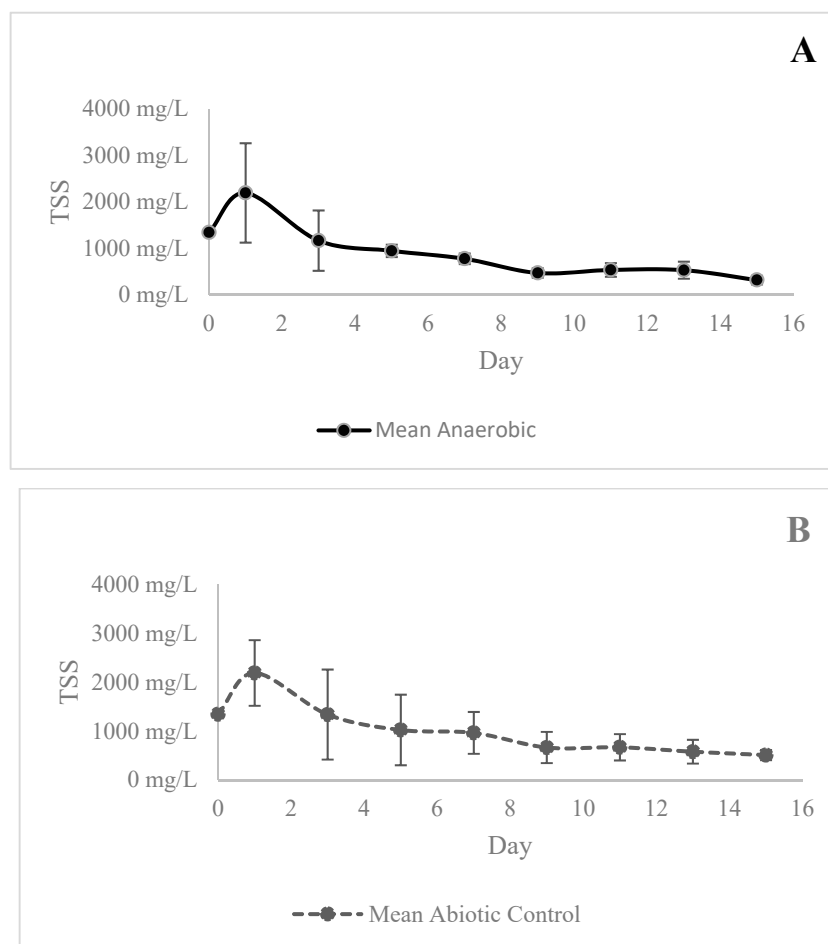 A
4000 mg/L
3000 mg/L
2000 mg/L
1000 mg/L
0 mg/L
TSS
0 2 4 6 8 10 12 14 16
Day
Mean Anaerobic
B
4000 mg/L
3000 mg/L
2000 mg/L
1000 mg/L
0 mg/L
TSS
0 2 4 6 8 10 12 14 16
Day
Mean Abiotic Control